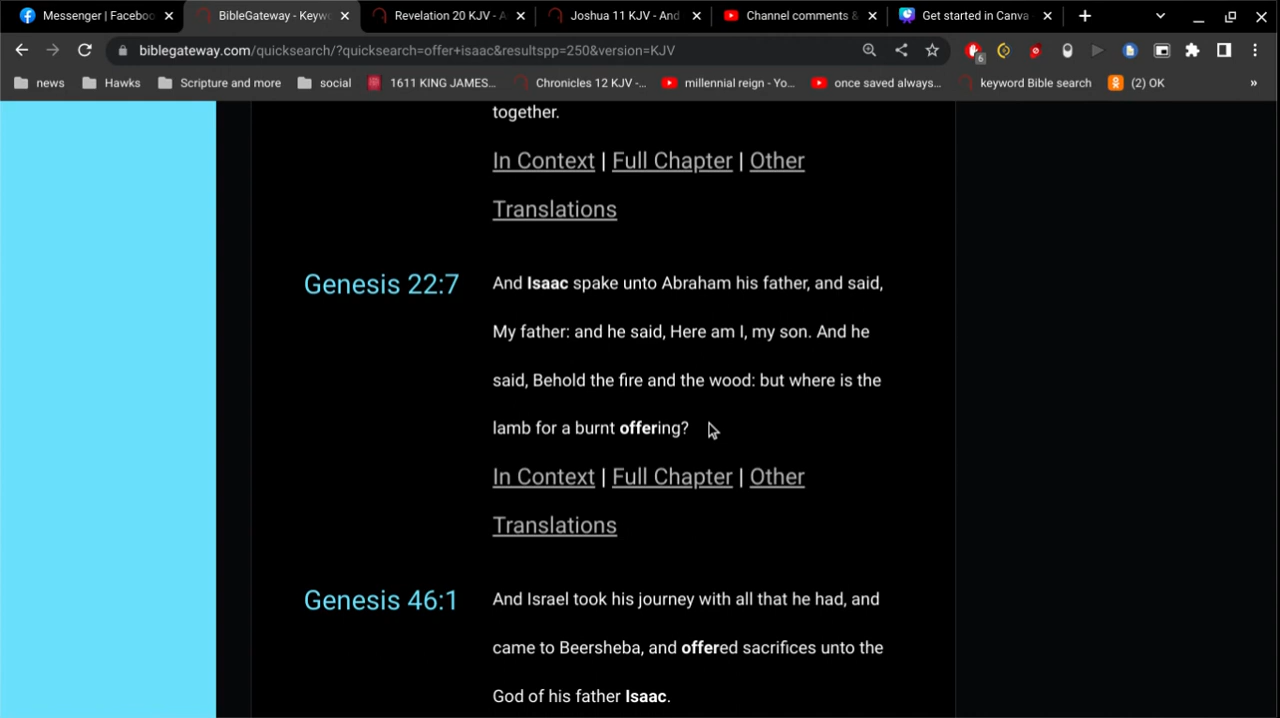 Messenger | Faceboo
BibleGateway - Keywo
Revelation 20 KJV - A
Joshua 11 KJV - And
Channel comments &
Get started in Canva
biblegateway.com/quicksearch/?quicksearch=offer+isaac&resultspp=250&version=KJV
6
news
Hawks
Scripture and more
social
1611 KING JAMES...
Chronicles 12 KJV -...
millennial reign - Yo...
once saved always...
keyword Bible search
(2) OK
»
together.
In Context | Full Chapter | Other
Translations
Genesis 22:7
And Isaac spake unto Abraham his father, and said,
My father: and he said, Here am I, my son. And he
said, Behold the fire and the wood: but where is the
lamb for a burnt offering?
In Context | Full Chapter | Other
Translations
Genesis 46:1
And Israel took his journey with all that he had, and
came to Beersheba, and offered sacrifices unto the
God of his father Isaac.